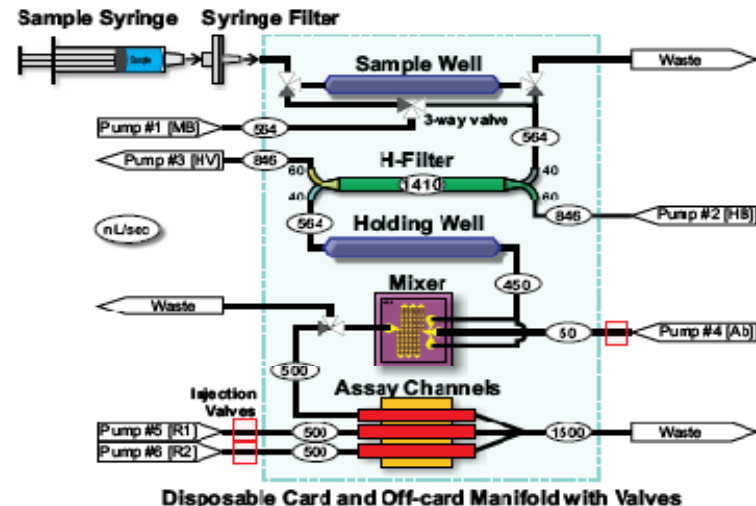 Sample Syringe
Syringe Filter
Sample
Sample Well
Waste
3-way valve
Pump #1 [MB]
564
564
Pump #3 [HV]
846
H-Filter
60
40
1410
40
60
564
846
Pump #2 [HB]
nL/sec
Holding Well
450
Mixer
Waste
50
Pump #4 [Ab]
500
Assay Channels
Injection
Valves
Pump #5 [R1]
500
1500
Waste
Pump #6 [R2]
500
Disposable Card and Off-card Manifold with Valves